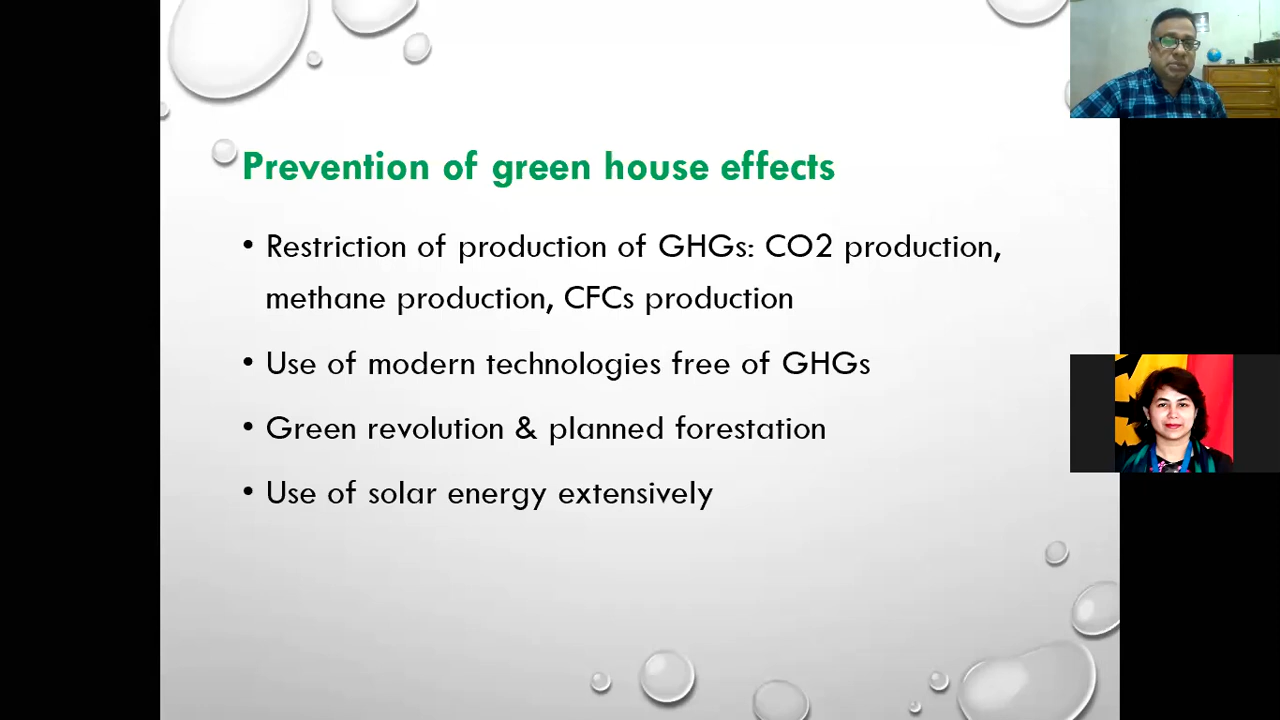 Prevention of green house effects
• Restriction of production of GHGs: CO2 production,
methane production, CFCs production
• Use of modern technologies free of GHGs
• Green revolution & planned forestation
• Use of solar energy extensively